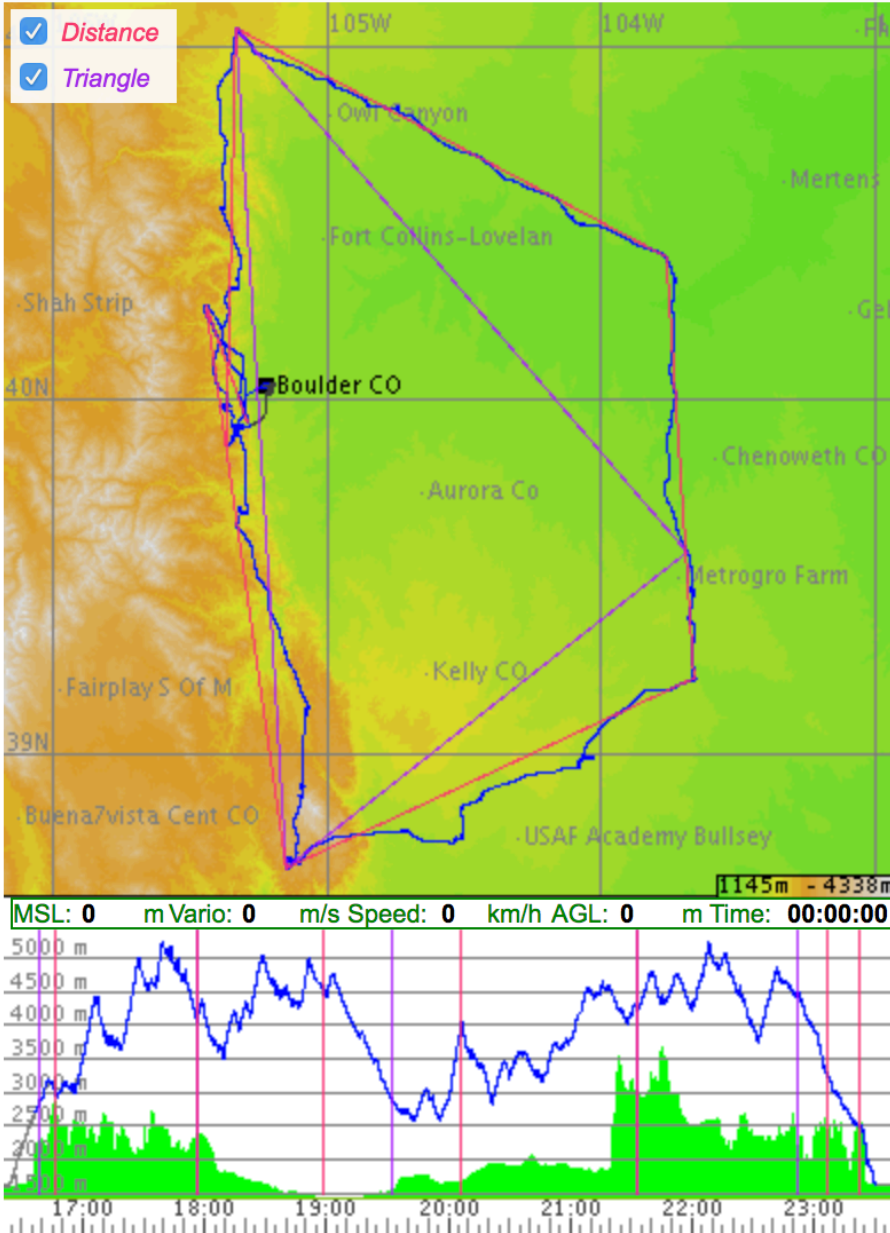 Distance
Triangle
105W
104W
Owl Canyon
Mertens
Fort Collins-Lovelan
Shah Strip
Gel
40N
Boulder CO
Chenoweth CO
Aurora Co
Metrogro Farm
Kelly CO
Fairplay S Of M
39N
Buena7vista Cent CO
USAF Academy Bullsey
1145m - 4338m
MSL: 0 m Vario: 0 m/s Speed: 0 km/h AGL: 0 m Time: 00:00:00
5000 m
4500 m
4000 m
3500 m
3000 m
2500 m
2000 m
1500 m
17:00 18:00 19:00 20:00 21:00 22:00 23:00